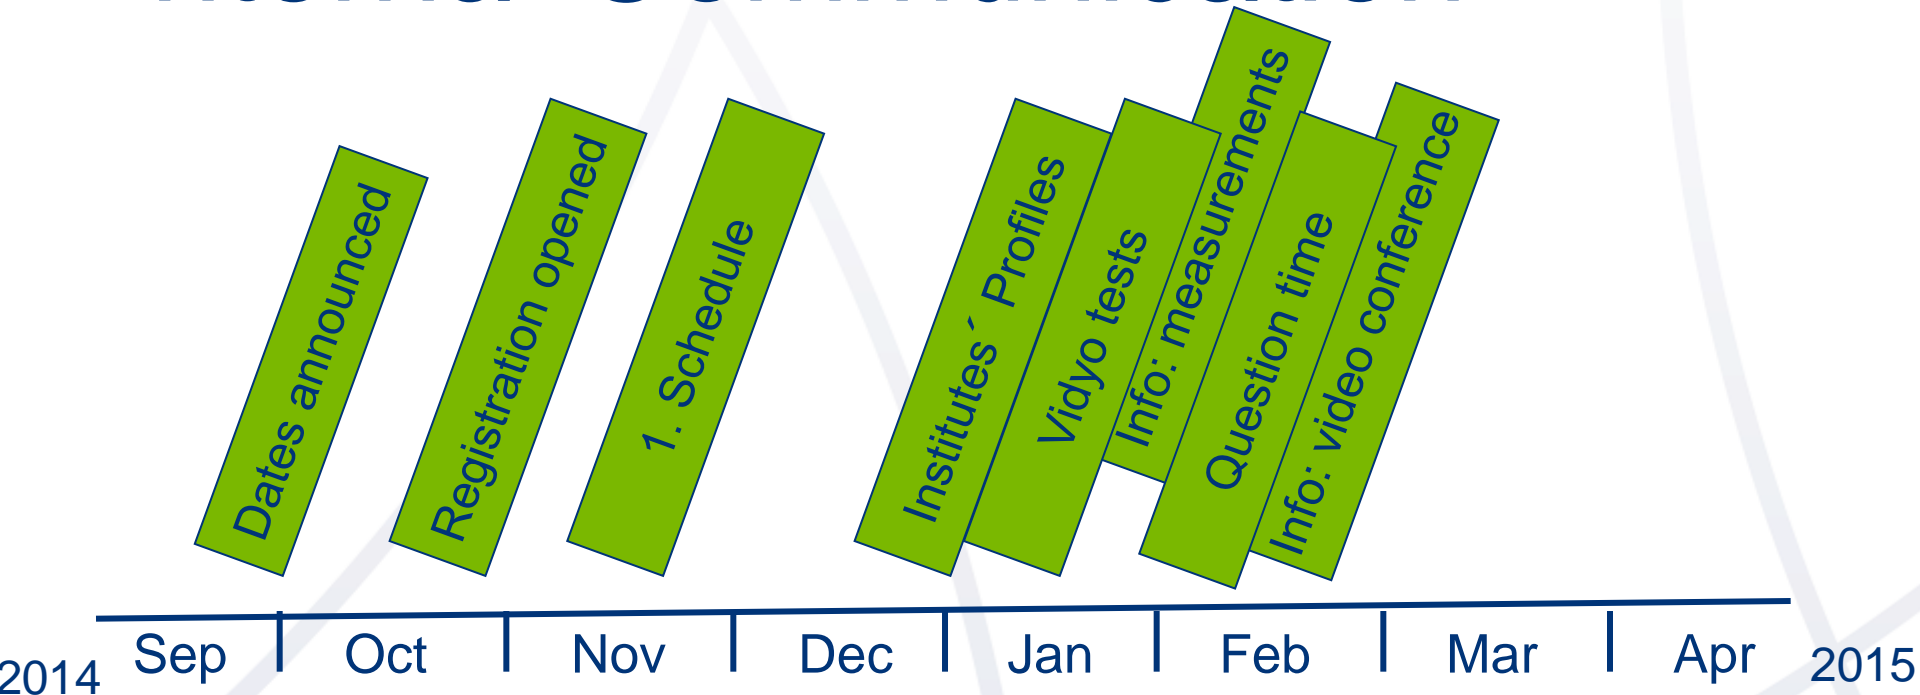 Dates announced
Registration opened
1. Schedule
Institutes´ Profiles
Vidyo tests
Info: measurements
Question time
Info: video conference
Sep Oct Nov Dec Jan Feb Mar Apr
2014 2015